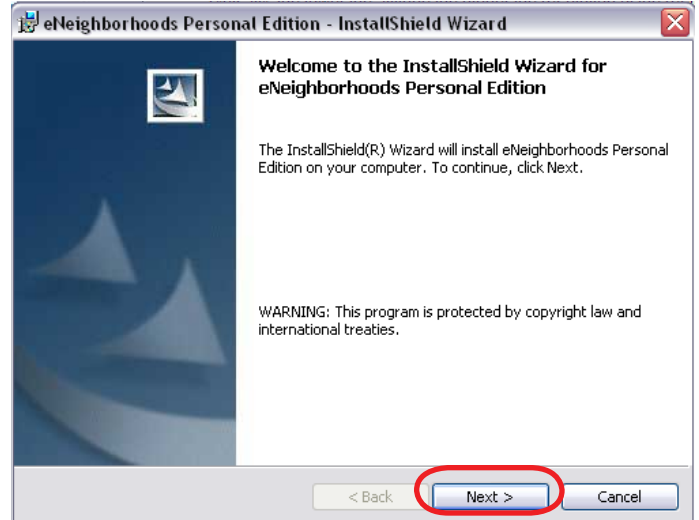 eNeighborhoods Personal Edition - InstallShield Wizard
Welcome to the InstallShield Wizard for
eNeighborhoods Personal Edition
The InstallShield(R) Wizard will install eNeighborhoods Personal
Edition on your computer. To continue, click Next.
WARNING: This program is protected by copyright law and
international treaties.
< Back
Next >
Cancel